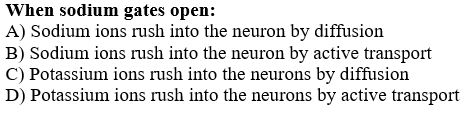 When sodium gates open:
A) Sodium ions rush into the neuron by diffusion
B) Sodium ions rush into the neuron by active transport
C) Potassium ions rush into the neurons by diffusion
D) Potassium ions rush into the neurons by active transport